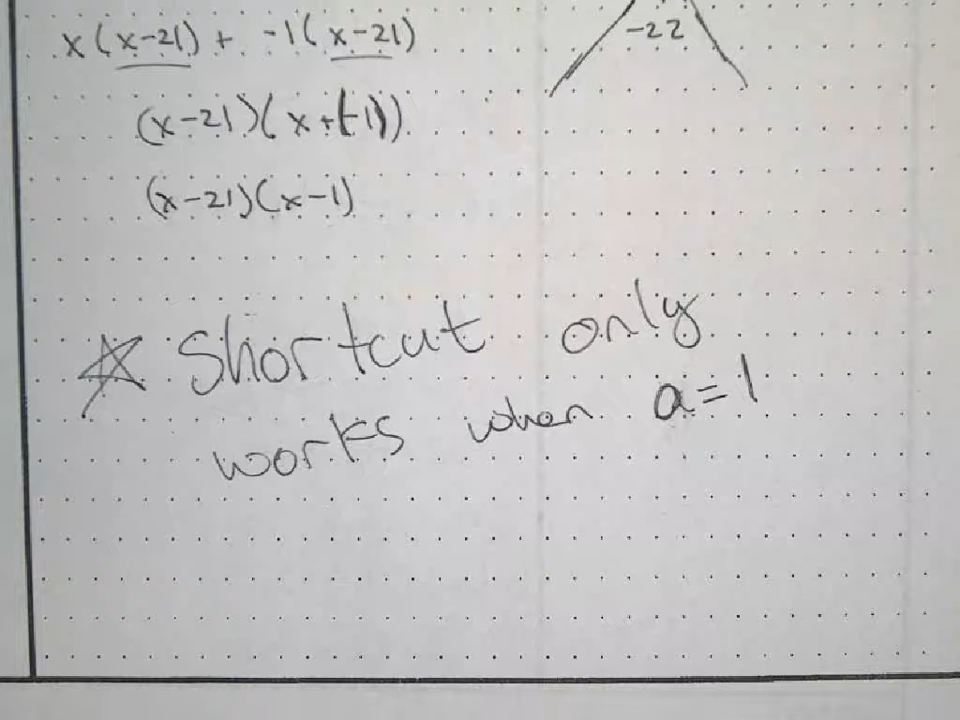 x(x-21) + -1(x-21)
-22
(x-21)(x+(-1))
(x-21)(x-1)
☆ Shortcut only
works when a=1